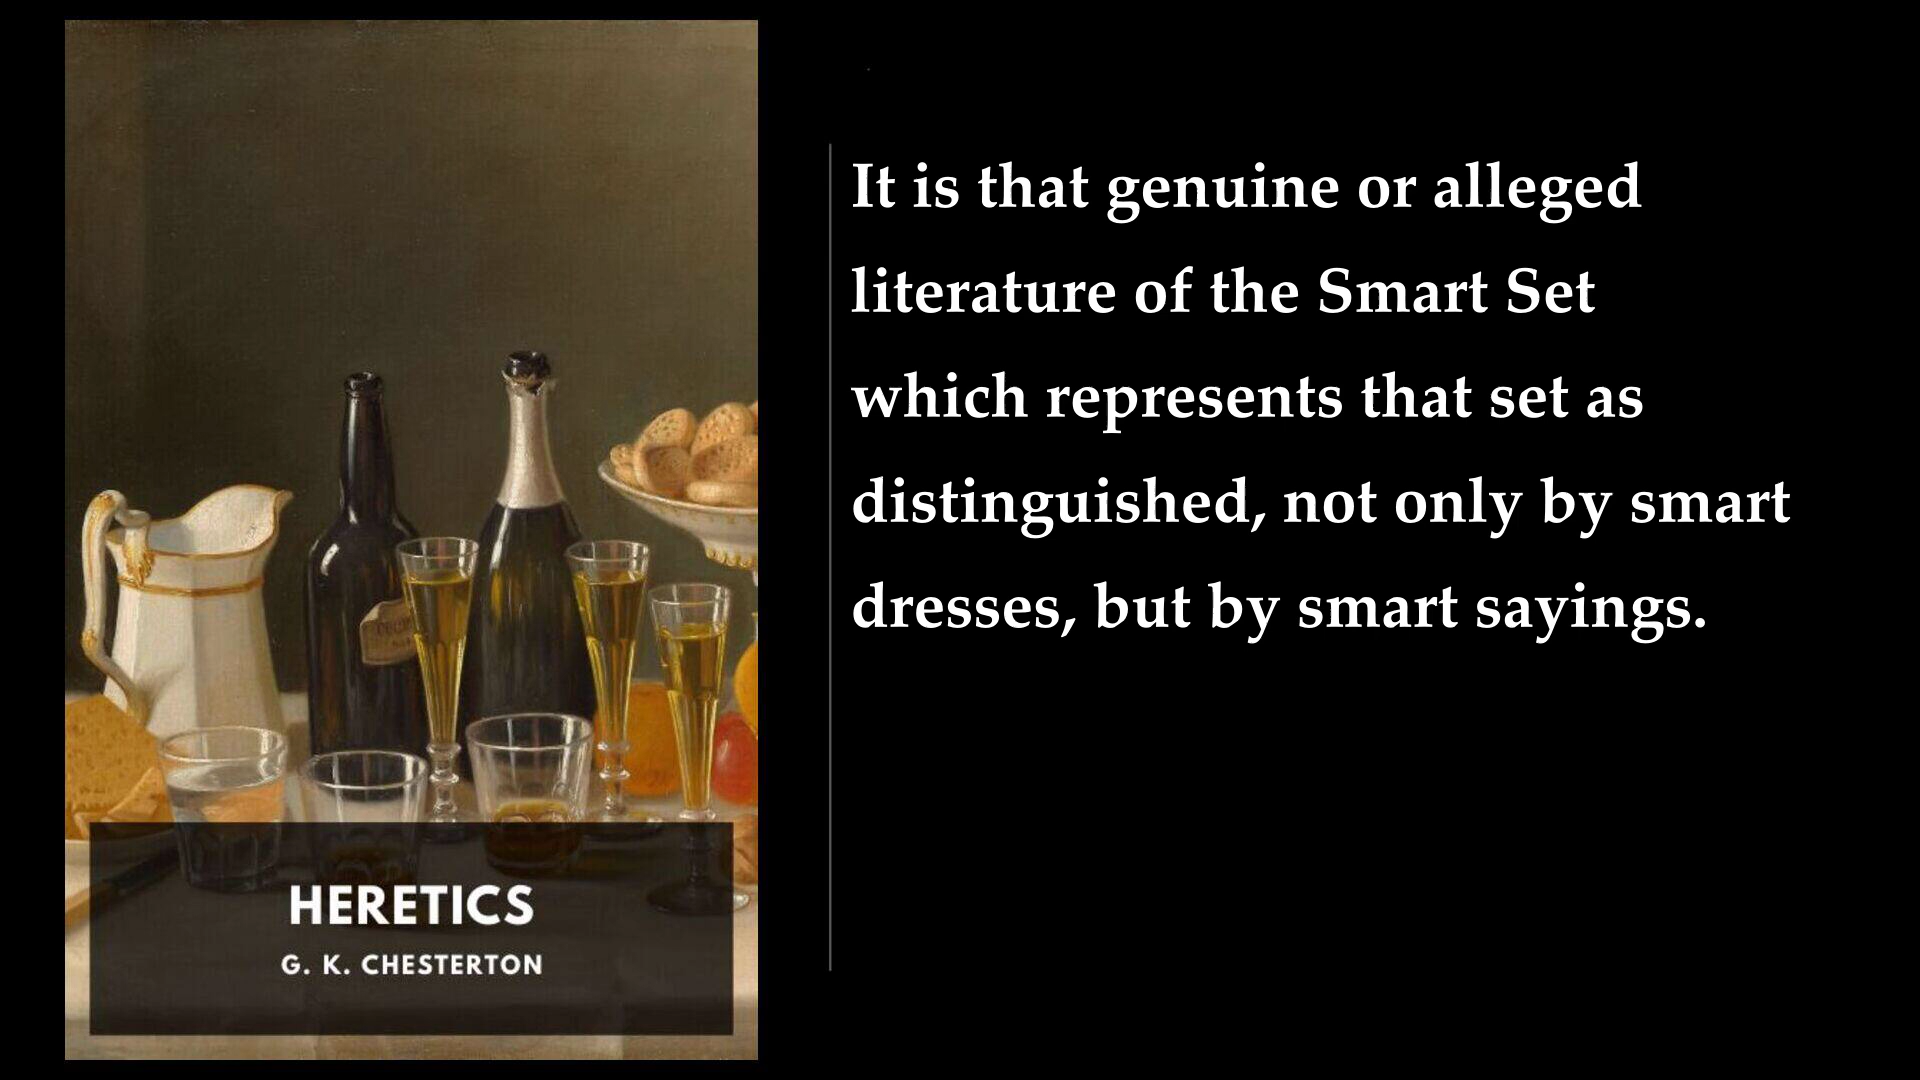 It is that genuine or alleged
literature of the Smart Set
which represents that set as
distinguished, not only by smart
dresses, but by smart sayings.
HERETICS
G. K. CHESTERTON